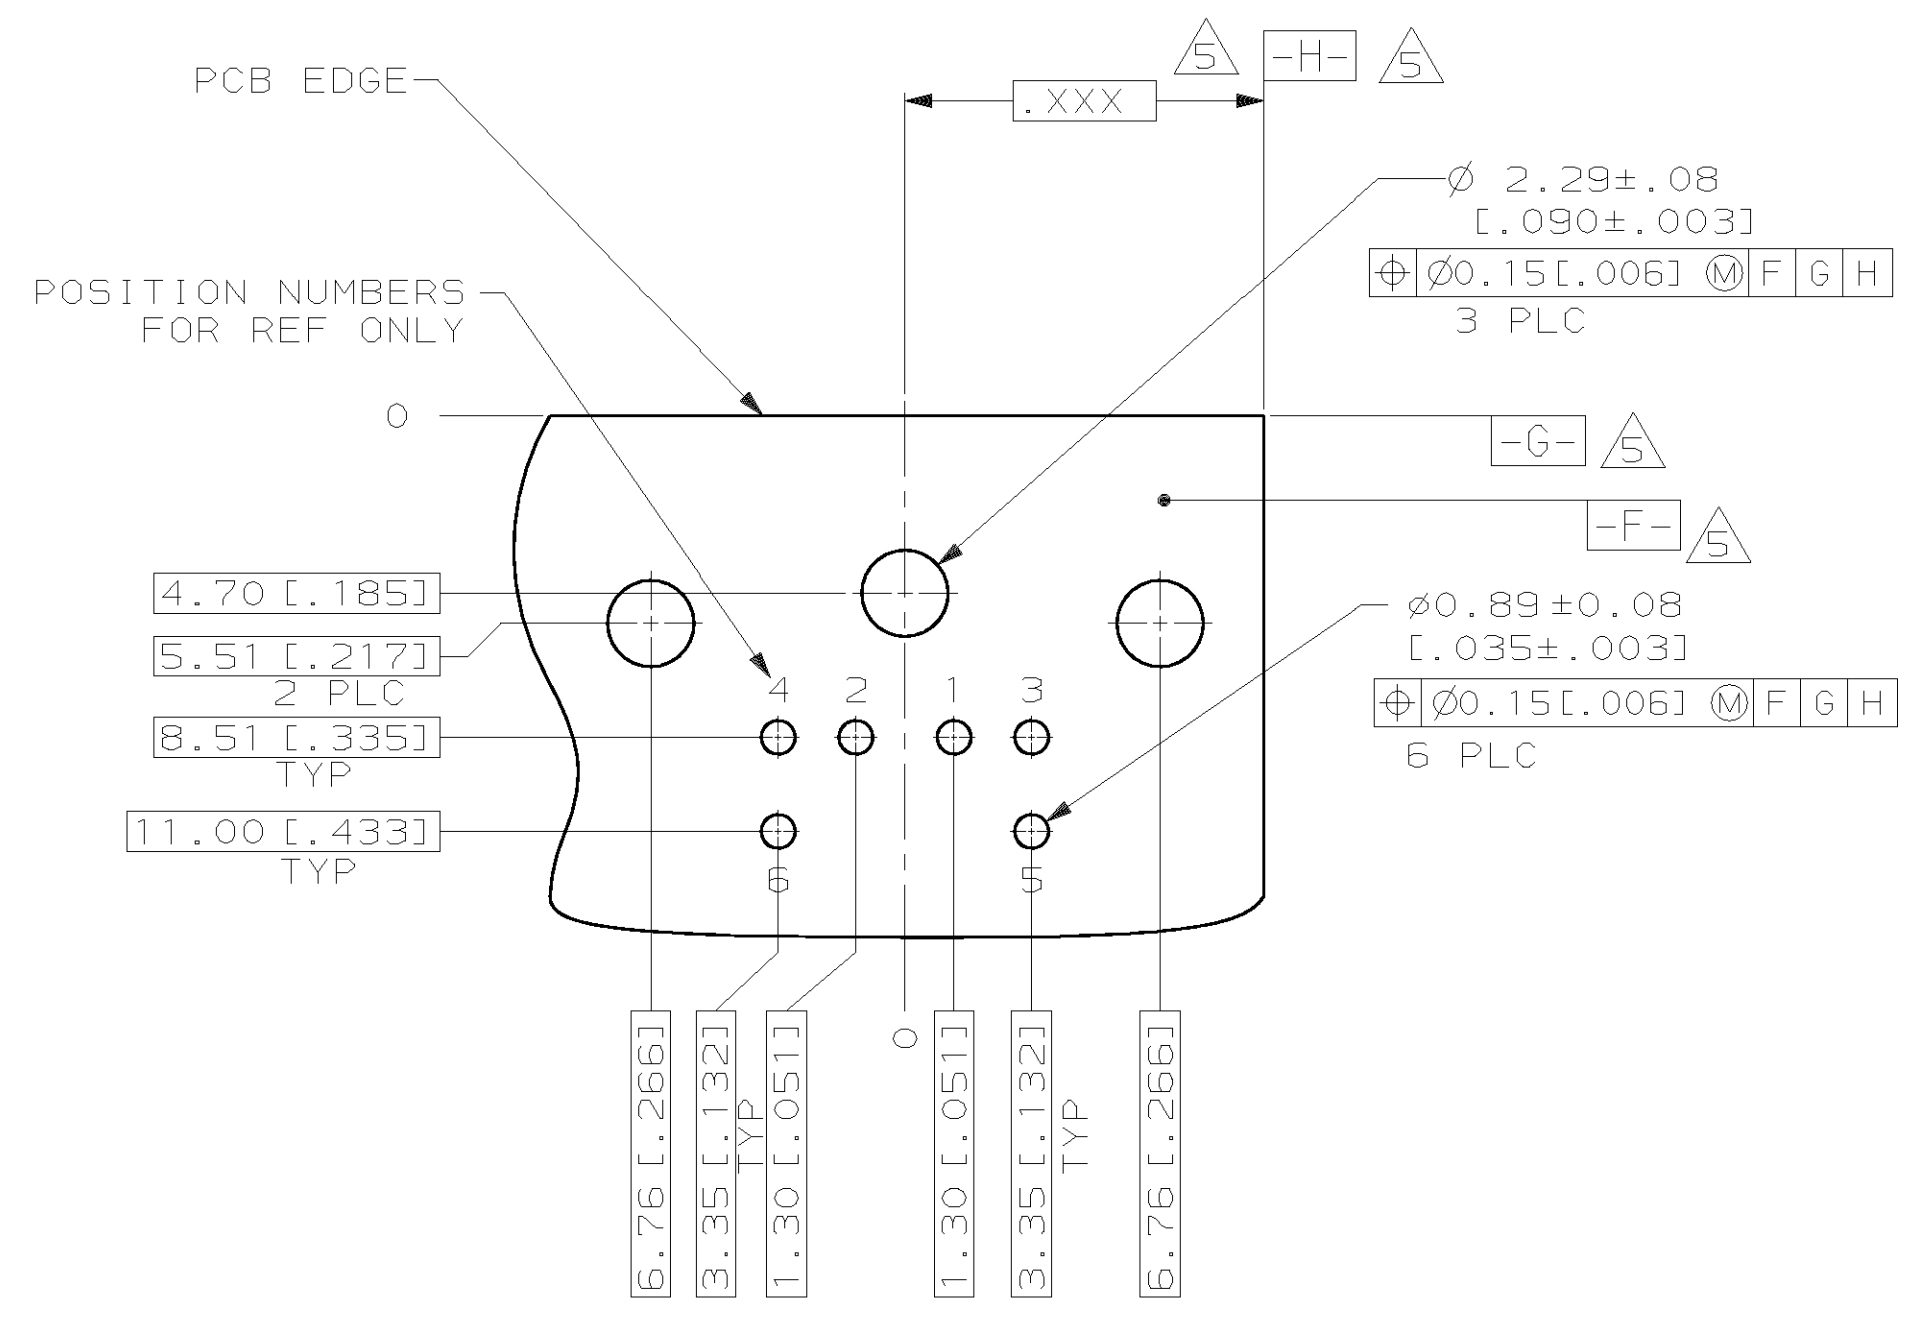 5
-H-
5
PCB EDGE
.XXX
Ø 2.29±.08
[.090±.003]
⌖ Ø0.15[.006] Ⓜ F G H
3 PLC
POSITION NUMBERS
FOR REF ONLY
0
-G-
5
-F-
5
4.70 [.185]
5.51 [.217]
2 PLC
8.51 [.335]
TYP
11.00 [.433]
TYP
Ø0.89±0.08
[.035±.003]
⌖ Ø0.15[.006] Ⓜ F G H
6 PLC
4 2 1 3
6 5
6.76 [.266]
3.35 [.132]
TYP
1.30 [.051]
0
1.30 [.051]
3.35 [.132]
TYP
6.76 [.266]